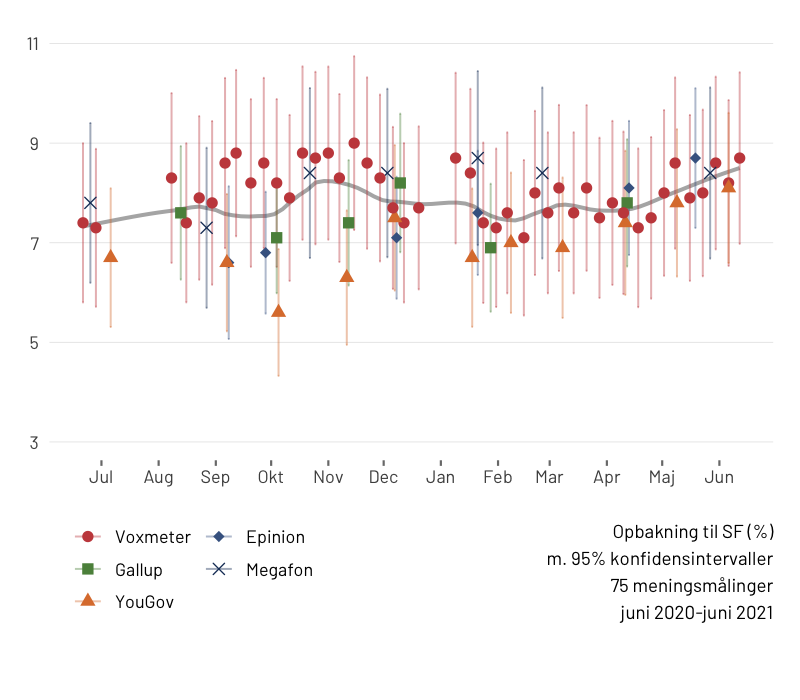 11
9
7
5
3
Jul Aug Sep Okt Nov Dec Jan Feb Mar Apr Maj Jun
Voxmeter Epinion
Gallup Megafon
YouGov
Opbakning til SF (%)
m. 95% konfidensintervaller
75 meningsmålinger
juni 2020-juni 2021